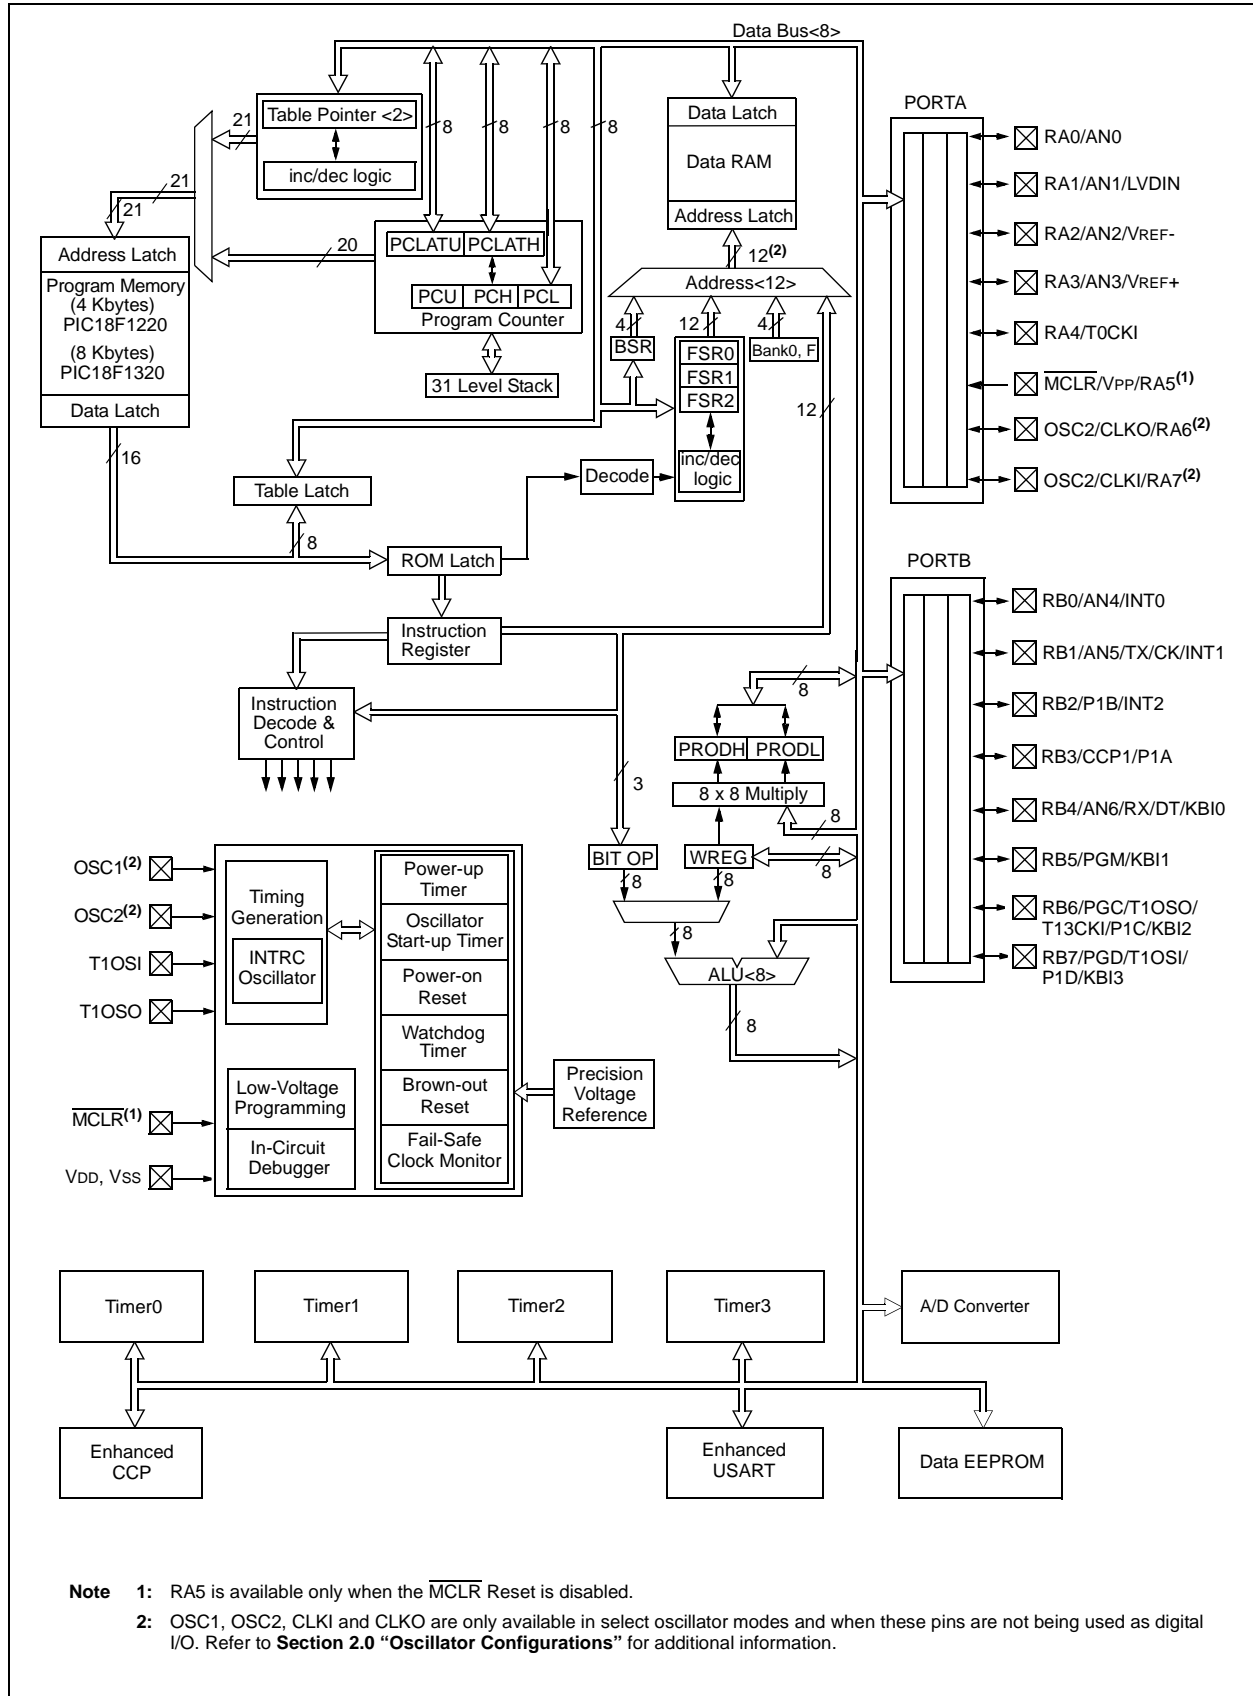 Data Bus<8>
PORTA
Table Pointer <2>
21
8
8
8
8
Data Latch
Data RAM
Address Latch
inc/dec logic
21
21
20
12(2)
Address Latch
Program Memory
(4 Kbytes)
PIC18F1220
(8 Kbytes)
PIC18F1320
Data Latch
16
PCLATU
PCLATH
PCU
PCH
PCL
Program Counter
31 Level Stack
Address<12>
4
12
4
BSR
FSR0
FSR1
FSR2
Bank0, F
12
inc/dec
logic
Decode
Table Latch
8
ROM Latch
RA0/AN0
RA1/AN1/LVDIN
RA2/AN2/VREF-
RA3/AN3/VREF+
RA4/T0CKI
MCLR/VPP/RA5(1)
OSC2/CLKO/RA6(2)
OSC2/CLKI/RA7(2)
PORTB
RB0/AN4/INT0
RB1/AN5/TX/CK/INT1
RB2/P1B/INT2
RB3/CCP1/P1A
RB4/AN6/RX/DT/KBI0
RB5/PGM/KBI1
RB6/PGC/T1OSO/
T13CKI/P1C/KBI2
RB7/PGD/T1OSI/
P1D/KBI3
Instruction
Register
Instruction
Decode &
Control
8
PRODH
PRODL
8 x 8 Multiply
3
8
BIT OP
WREG
8
8
8
8
ALU<8>
8
OSC1(2)
OSC2(2)
T1OSI
T1OSO
MCLR(1)
VDD, VSS
Timing
Generation
INTRC
Oscillator
Low-Voltage
Programming
In-Circuit
Debugger
Power-up
Timer
Oscillator
Start-up Timer
Power-on
Reset
Watchdog
Timer
Brown-out
Reset
Fail-Safe
Clock Monitor
Precision
Voltage
Reference
Timer0
Timer1
Timer2
Timer3
A/D Converter
Enhanced
CCP
Enhanced
USART
Data EEPROM
Note 1: RA5 is available only when the MCLR Reset is disabled.
2: OSC1, OSC2, CLKI and CLKO are only available in select oscillator modes and when these pins are not being used as digital
I/O. Refer to Section 2.0 “Oscillator Configurations” for additional information.